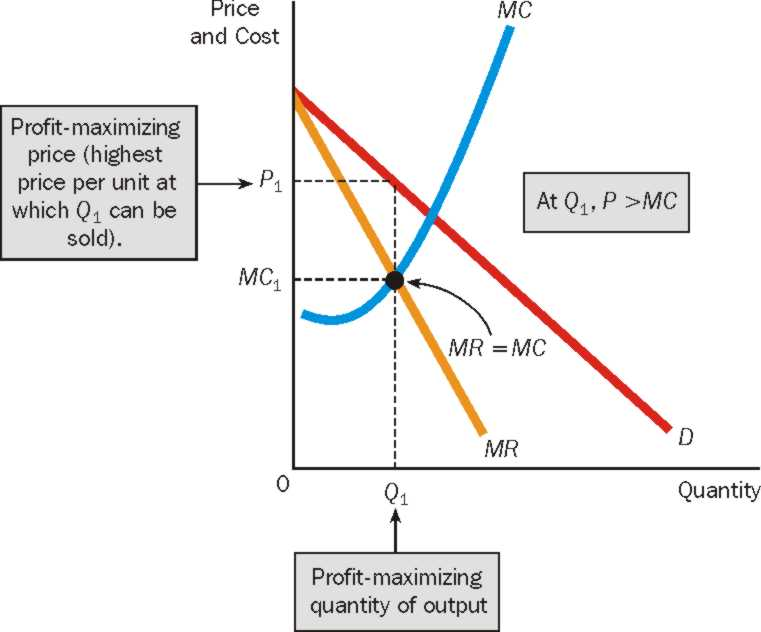 Price
and Cost
MC
Profit-maximizing
price (highest
price per unit at
which Q₁ can be
sold).
P₁
At Q₁, P >MC
MC₁
MR = MC
MR
D
0
Q₁
Quantity
Profit-maximizing
quantity of output